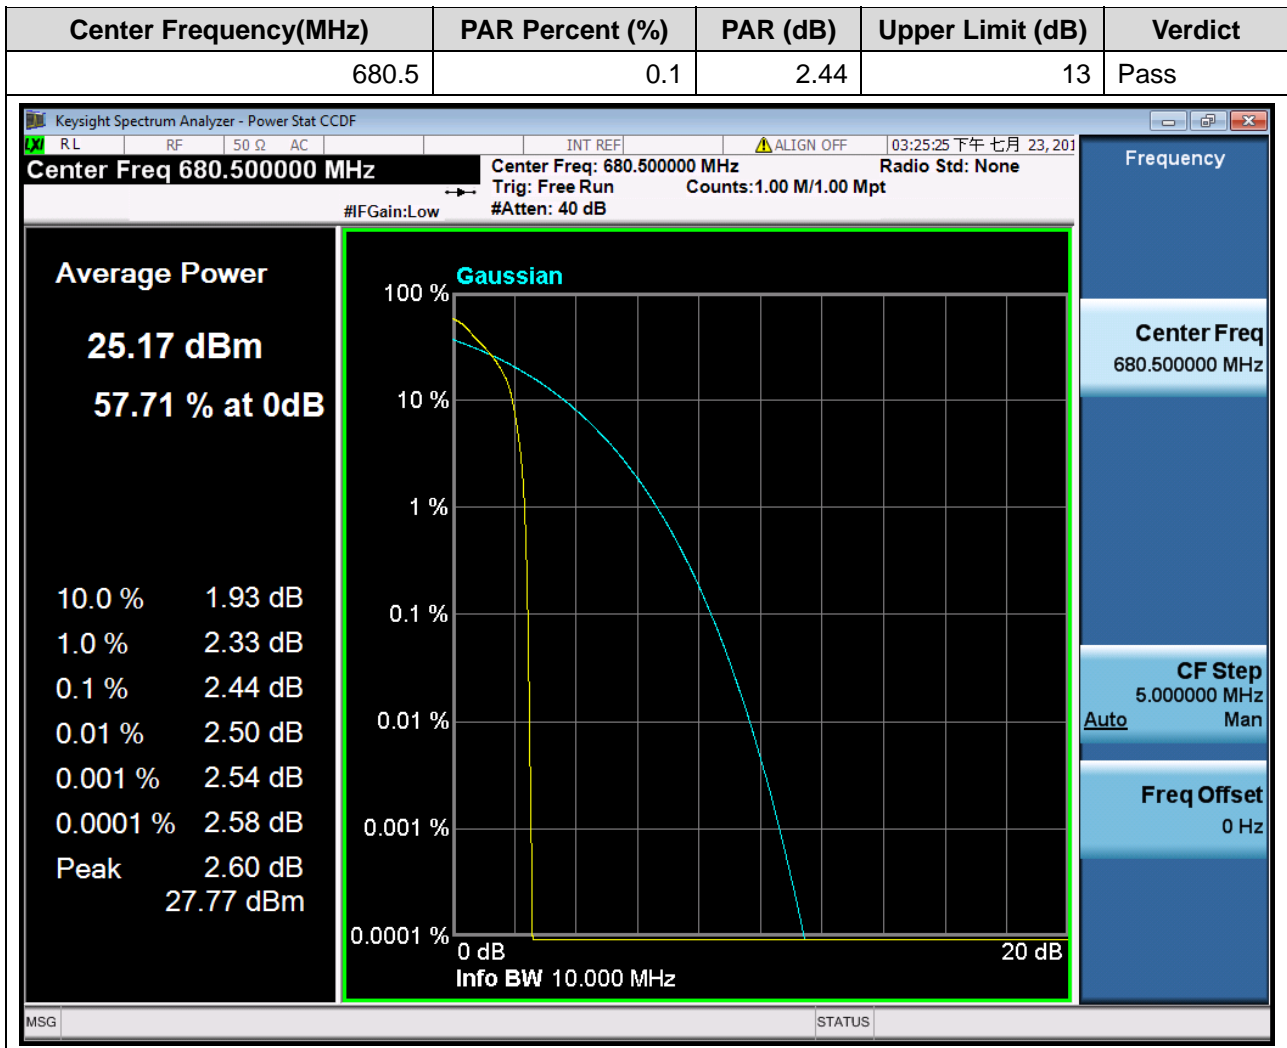 Center Frequency(MHz) PAR Percent (%) PAR (dB) Upper Limit (dB) Verdict
680.5 0.1 2.44 13 Pass
Keysight Spectrum Analyzer - Power Stat CCDF
LXI RL RF 50 Ω AC INT REF ALIGN OFF 03:25:25 下午 七月 23, 201
Center Freq 680.500000 MHz
Center Freq: 680.500000 MHz Radio Std: None
Trig: Free Run Counts:1.00 M/1.00 Mpt
#IFGain:Low #Atten: 40 dB
Average Power
25.17 dBm
57.71 % at 0dB
10.0 % 1.93 dB
1.0 % 2.33 dB
0.1 % 2.44 dB
0.01 % 2.50 dB
0.001 % 2.54 dB
0.0001 % 2.58 dB
Peak 2.60 dB
27.77 dBm
Gaussian
100 %
10 %
1 %
0.1 %
0.01 %
0.001 %
0.0001 %
0 dB 20 dB
Info BW 10.000 MHz
Frequency
Center Freq
680.500000 MHz
CF Step
5.000000 MHz
Auto Man
Freq Offset
0 Hz
MSG STATUS